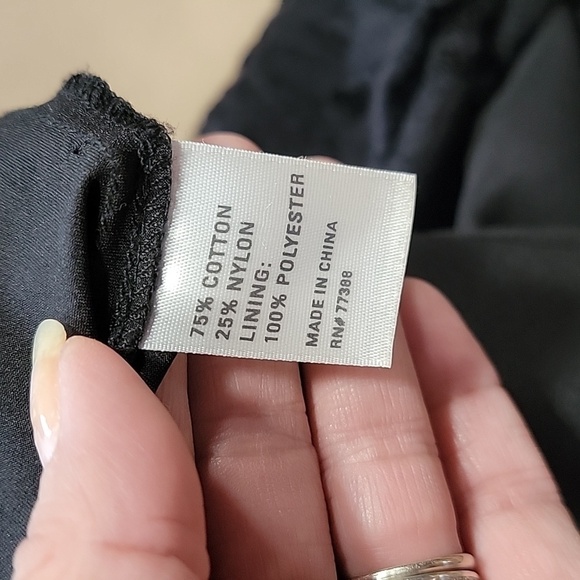 75% COTTON
25% NYLON
LINING:
100% POLYESTER
MADE IN CHINA
RN# 77388